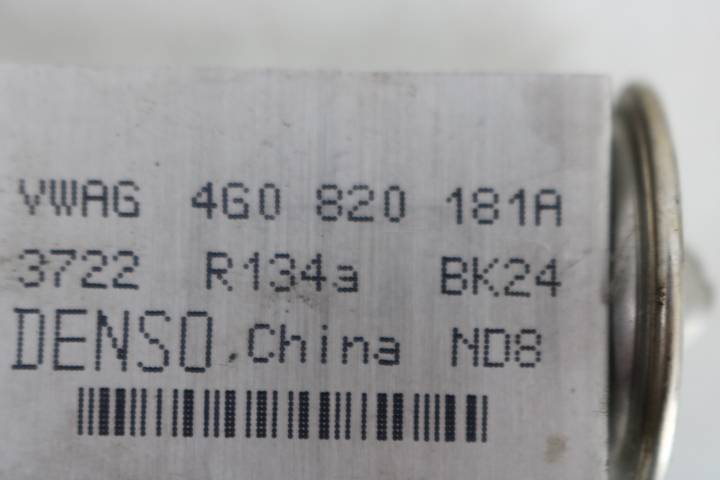 VWAG 4G0 820 181A
3722 R134a BK24
DENSO China ND8